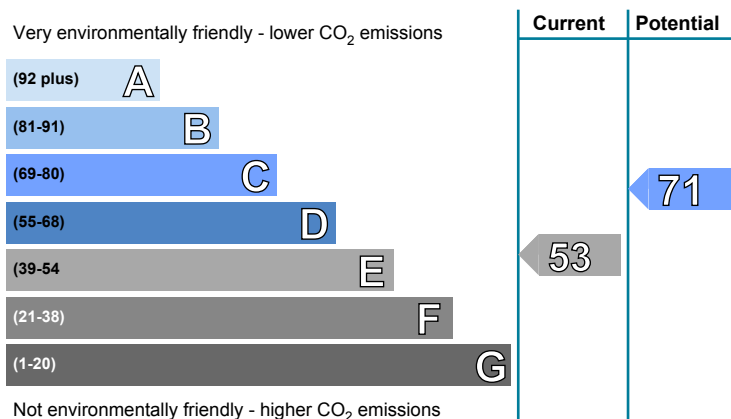 Current Potential
Very environmentally friendly - lower CO2 emissions
(92 plus) A
(81-91) B
(69-80) C
71
(55-68) D
53
(39-54 E
(21-38) F
(1-20) G
Not environmentally friendly - higher CO2 emissions